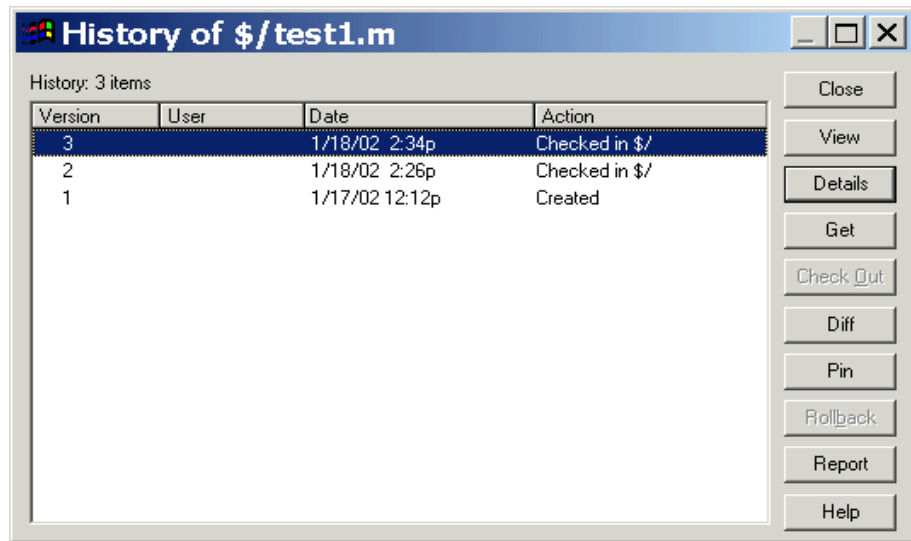 History of $/test1.m
History: 3 items
Version User Date Action
3 1/18/02 2:34p Checked in $/
2 1/18/02 2:26p Checked in $/
1 1/17/02 12:12p Created
Close
View
Details
Get
Check Out
Diff
Pin
Rollback
Report
Help